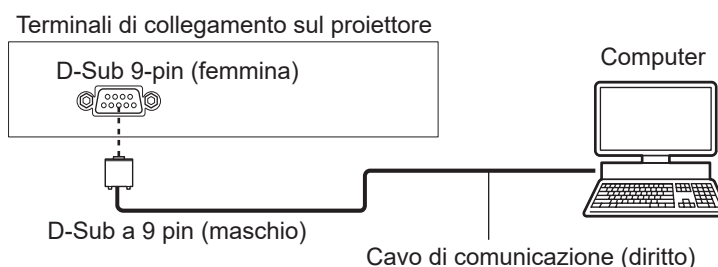 Terminali di collegamento sul proiettore
D-Sub 9-pin (femmina)
Computer
D-Sub a 9 pin (maschio)
Cavo di comunicazione (diritto)